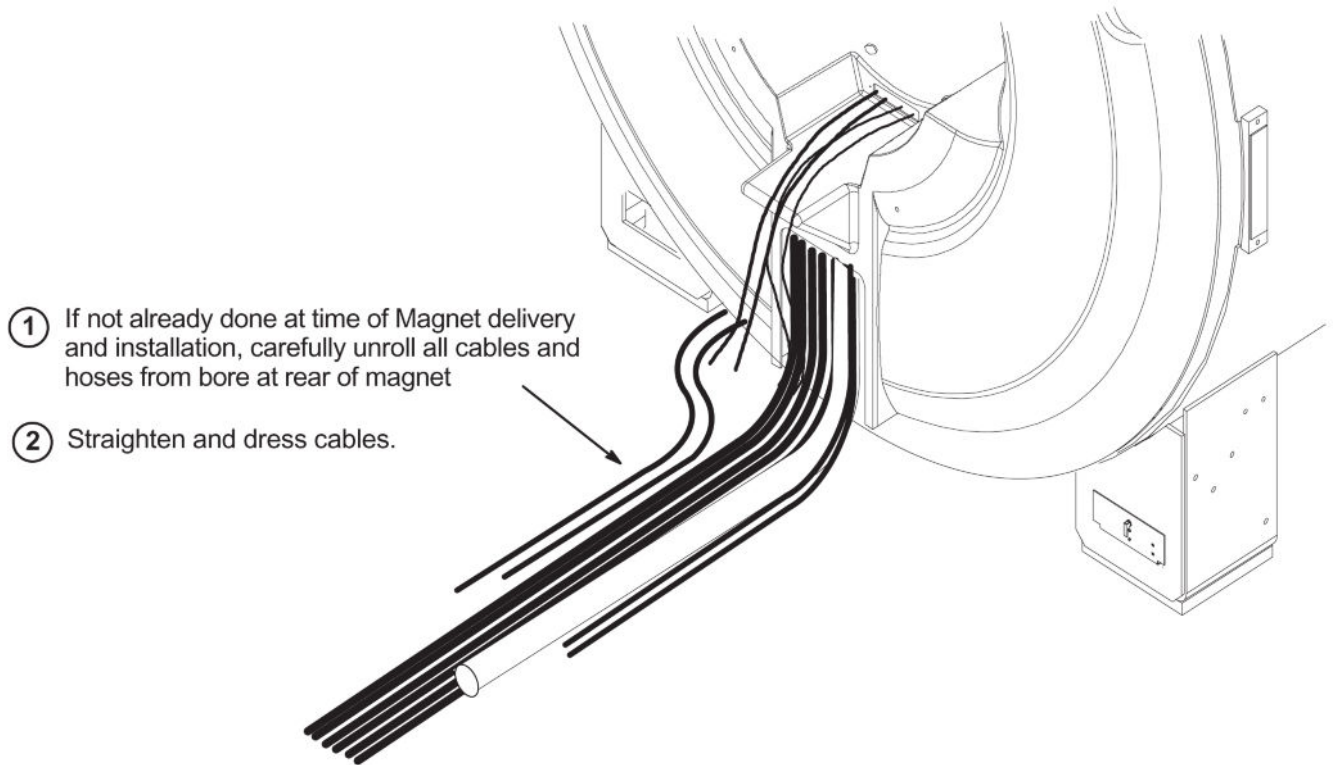 1 If not already done at time of Magnet delivery
and installation, carefully unroll all cables and
hoses from bore at rear of magnet
2 Straighten and dress cables.